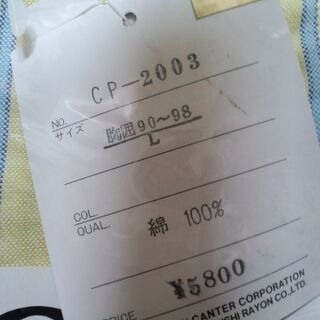 NO. CP-2003
サイズ 胸囲90~98
L
COL.
QUAL. 綿 100%
PRICE ¥5800
CANTER CORPORATION
SHI RAYON CO.,LTD.